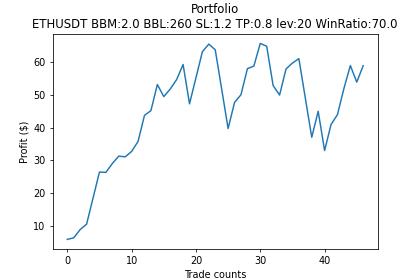 Portfolio
ETHUSDT BBM:2.0 BBL:260 SL:1.2 TP:0.8 lev:20 WinRatio:70.0
60
50
40
30
20
10
Profit ($)
0
10
20
30
40
Trade counts